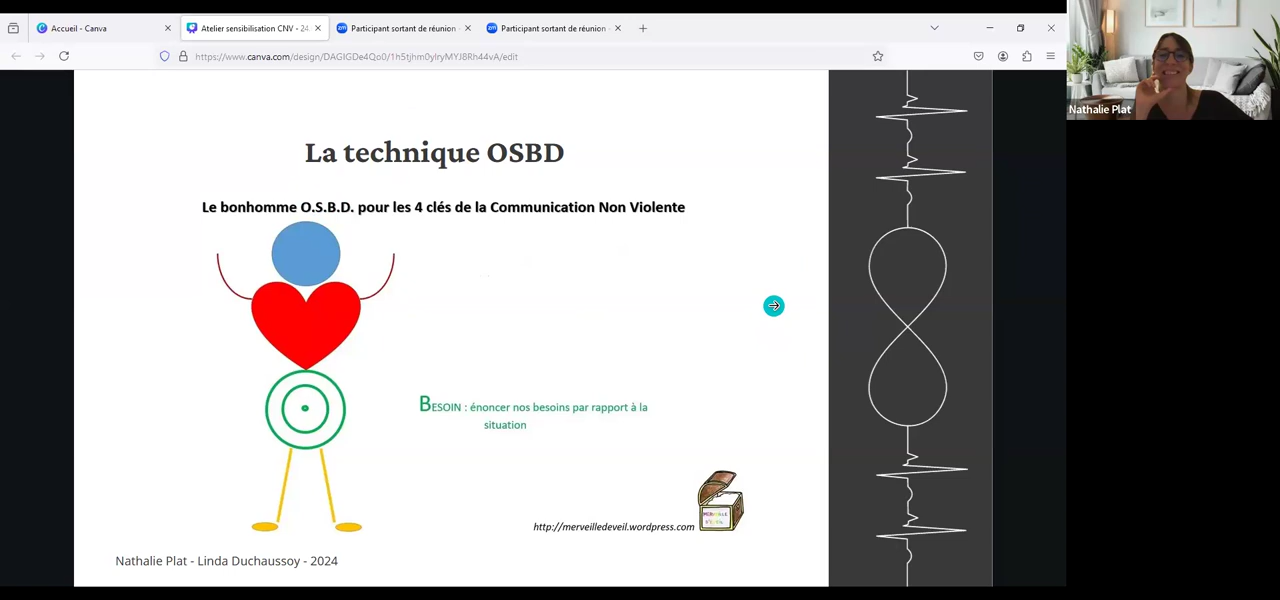 Accueil - Canva
Atelier sensibilisation CNV - 24
Participant sortant de réunion
Participant sortant de réunion
https://www.canva.com/design/DAGIGDe4Qo0/1h5tjhm0yIryMYJ8Rh44vA/edit
Nathalie Plat
La technique OSBD
Le bonhomme O.S.B.D. pour les 4 clés de la Communication Non Violente
BESOIN : énoncer nos besoins par rapport à la
situation
http://merveilledeveil.wordpress.com
Nathalie Plat - Linda Duchaussoy - 2024